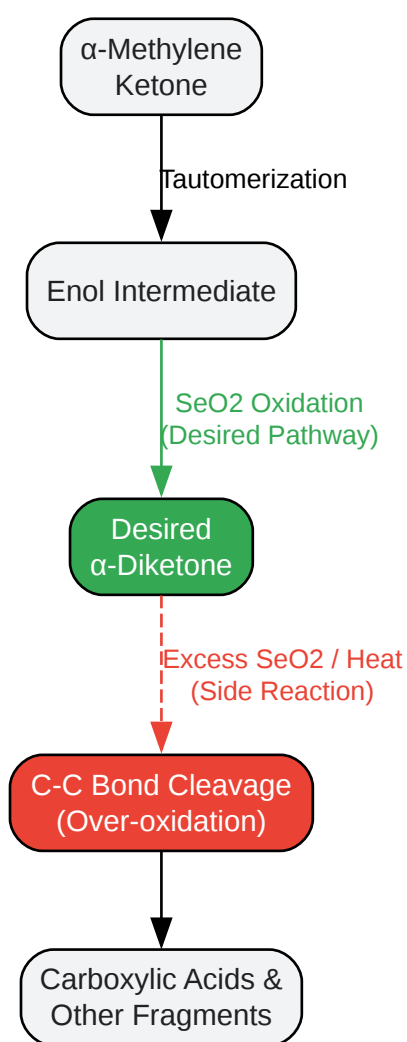 α-Methylene
Ketone
Tautomerization
Enol Intermediate
SeO2 Oxidation
(Desired Pathway)
Desired
α-Diketone
Excess SeO2 / Heat
(Side Reaction)
C-C Bond Cleavage
(Over-oxidation)
Carboxylic Acids &
Other Fragments